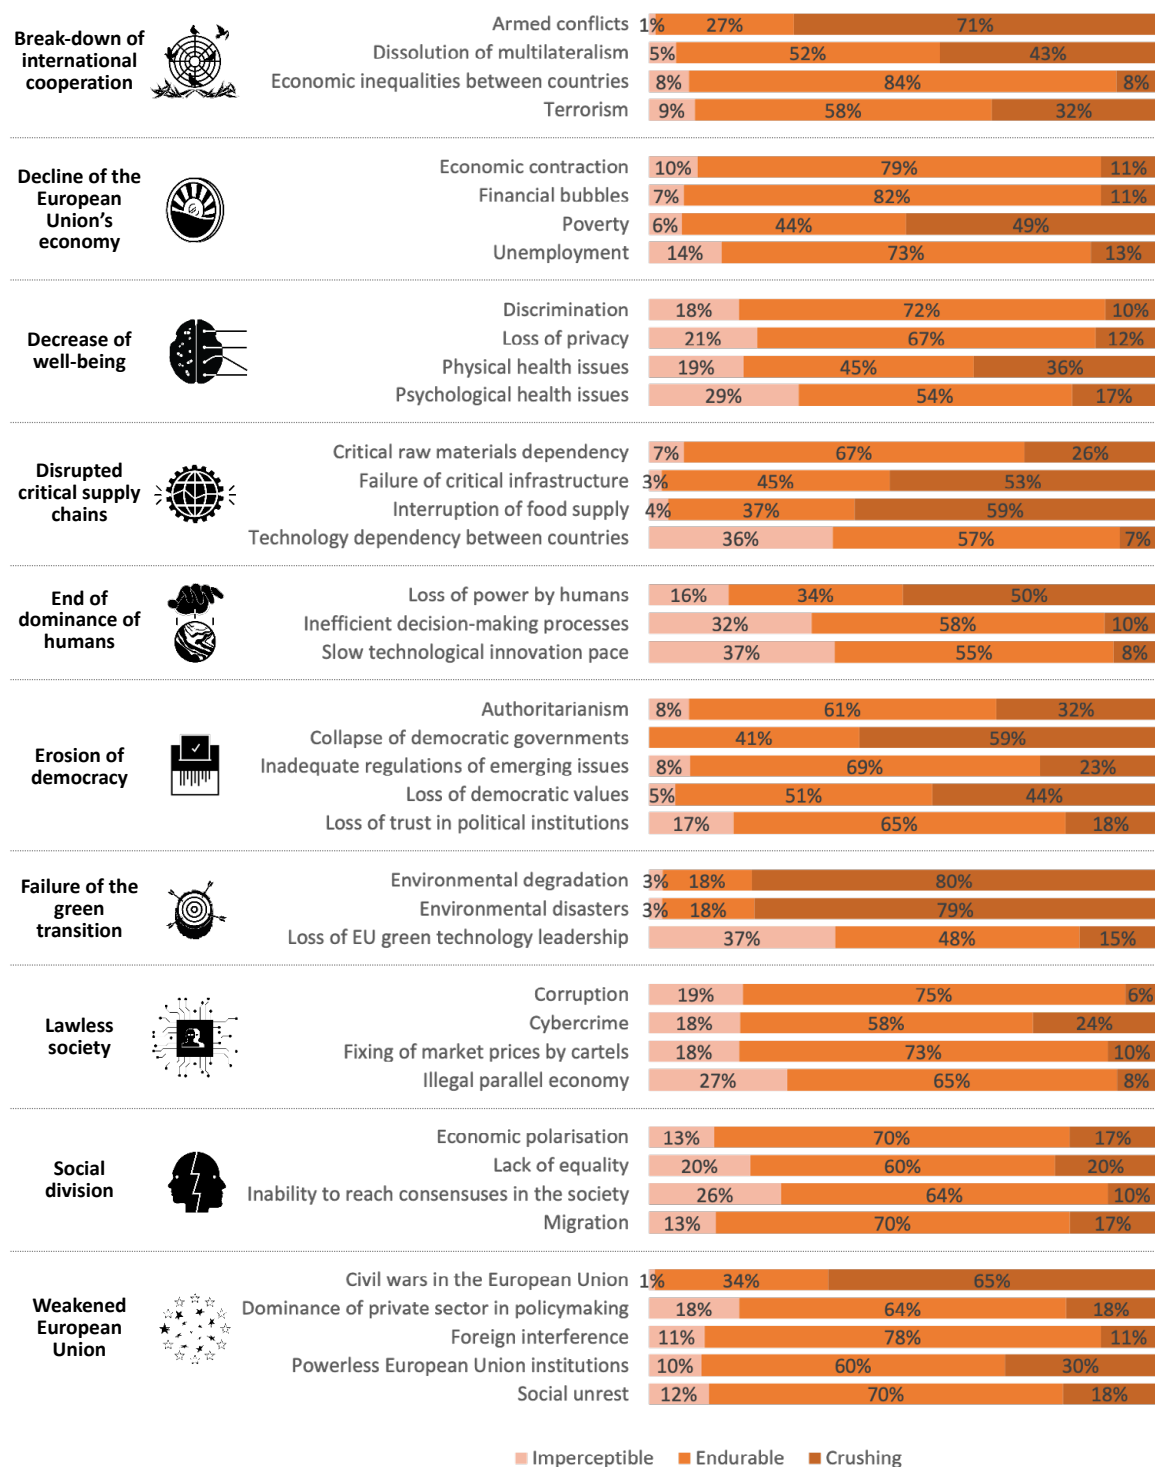 Break-down of
international
cooperation
Armed conflicts 1% 27% 71%
Dissolution of multilateralism 5% 52% 43%
Economic inequalities between countries 8% 84% 8%
Terrorism 9% 58% 32%
Decline of the
European
Union's
economy
Economic contraction 10% 79% 11%
Financial bubbles 7% 82% 11%
Poverty 6% 44% 49%
Unemployment 14% 73% 13%
Decrease of
well-being
Discrimination 18% 72% 10%
Loss of privacy 21% 67% 12%
Physical health issues 19% 45% 36%
Psychological health issues 29% 54% 17%
Disrupted
critical supply
chains
Critical raw materials dependency 7% 67% 26%
Failure of critical infrastructure 3% 45% 53%
Interruption of food supply 4% 37% 59%
Technology dependency between countries 36% 57% 7%
End of
dominance of
humans
Loss of power by humans 16% 34% 50%
Inefficient decision-making processes 32% 58% 10%
Slow technological innovation pace 37% 55% 8%
Erosion of
democracy
Authoritarianism 8% 61% 32%
Collapse of democratic governments 41% 59%
Inadequate regulations of emerging issues 8% 69% 23%
Loss of democratic values 5% 51% 44%
Loss of trust in political institutions 17% 65% 18%
Failure of the
green
transition
Environmental degradation 3% 18% 80%
Environmental disasters 3% 18% 79%
Loss of EU green technology leadership 37% 48% 15%
Lawless
society
Corruption 19% 75% 6%
Cybercrime 18% 58% 24%
Fixing of market prices by cartels 18% 73% 10%
Illegal parallel economy 27% 65% 8%
Social
division
Economic polarisation 13% 70% 17%
Lack of equality 20% 60% 20%
Inability to reach consensuses in the society 26% 64% 10%
Migration 13% 70% 17%
Weakened
European
Union
Civil wars in the European Union 1% 34% 65%
Dominance of private sector in policymaking 18% 64% 18%
Foreign interference 11% 78% 11%
Powerless European Union institutions 10% 60% 30%
Social unrest 12% 70% 18%
Imperceptible Endurable Crushing